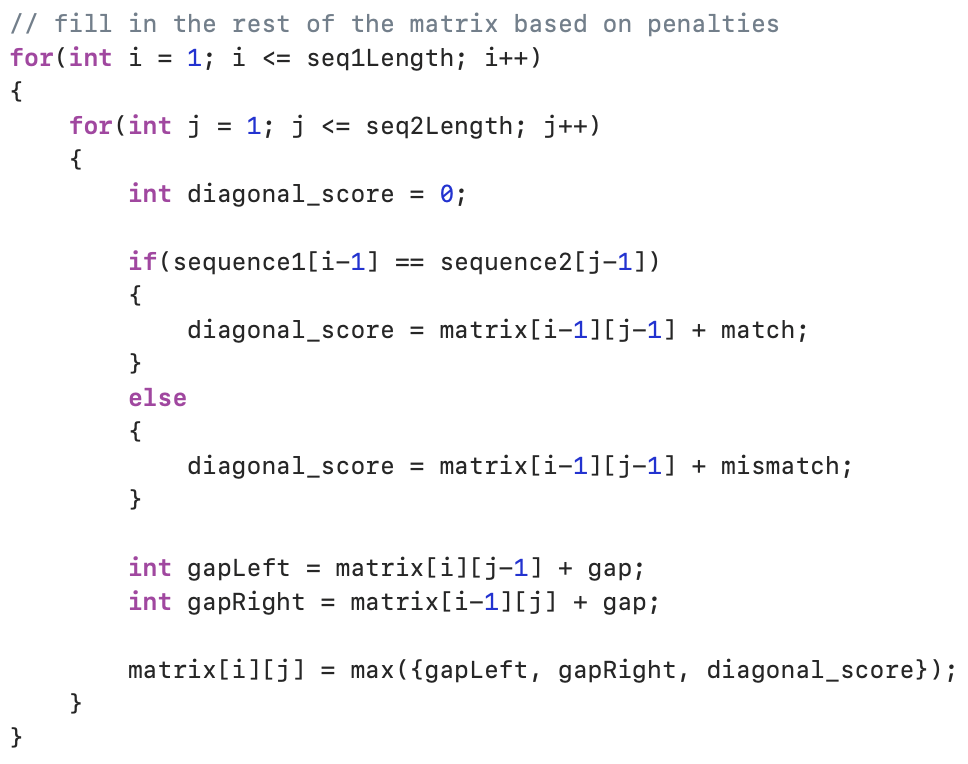 // fill in the rest of the matrix based on penalties
for(int i = 1; i <= seq1Length; i++)
{
    for(int j = 1; j <= seq2Length; j++)
    {
        int diagonal_score = 0;

        if(sequence1[i-1] == sequence2[j-1])
        {
            diagonal_score = matrix[i-1][j-1] + match;
        }
        else
        {
            diagonal_score = matrix[i-1][j-1] + mismatch;
        }

        int gapLeft = matrix[i][j-1] + gap;
        int gapRight = matrix[i-1][j] + gap;

        matrix[i][j] = max({gapLeft, gapRight, diagonal_score});
    }
}